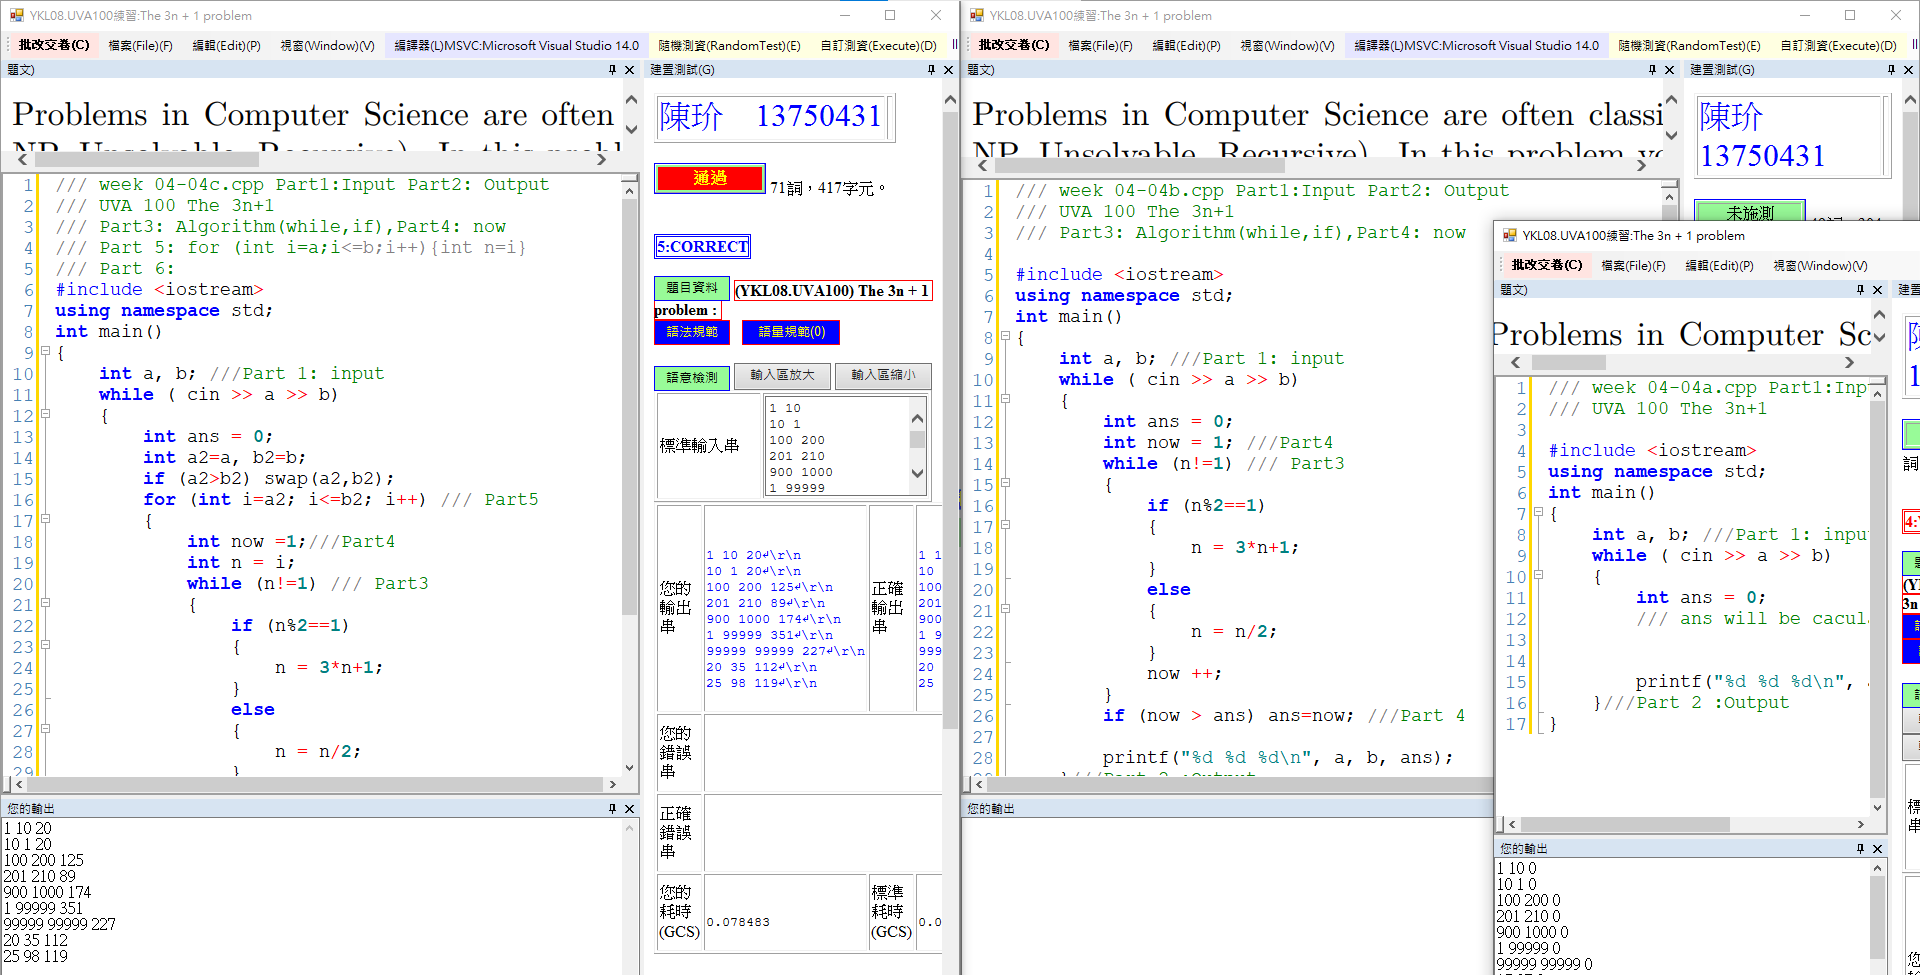 YKL08.UVA100練習:The 3n + 1 problem
批改交卷(C) 檔案(File)(F) 編輯(Edit)(P) 視窗(Window)(V) 編譯器(L)MSVC:Microsoft Visual Studio 14.0 隨機測資(RandomTest)(E) 自訂測資(Execute)(D)
題文)
Problems in Computer Science are often
NP, Unsolvable, Recursive). In this probl
1 /// week 04-04c.cpp Part1:Input Part2: Output
2 /// UVA 100 The 3n+1
3 /// Part3: Algorithm(while,if),Part4: now
4 /// Part 5: for (int i=a;i<=b;i++){int n=i}
5 /// Part 6:
6 #include <iostream>
7 using namespace std;
8 int main()
9 {
10 int a, b; ///Part 1: input
11 while ( cin >> a >> b)
12 {
13 int ans = 0;
14 int a2=a, b2=b;
15 if (a2>b2) swap(a2,b2);
16 for (int i=a2; i<=b2; i++) /// Part5
17 {
18 int now =1;///Part4
19 int n = i;
20 while (n!=1) /// Part3
21 {
22 if (n%2==1)
23 {
24 n = 3*n+1;
25 }
26 else
27 {
28 n = n/2;
29 }
您的輸出
1 10 20
10 1 20
100 200 125
201 210 89
900 1000 174
1 99999 351
99999 99999 227
20 35 112
25 98 119
建置測試(G)
陳玠 13750431
通過 71詞，417字元。
5:CORRECT
題目資料 (YKL08.UVA100) The 3n + 1
problem :
語法規範 語量規範(0)
語意檢測 輸入區放大 輸入區縮小
標準輸入串
1 10
10 1
100 200
201 210
900 1000
1 99999
您的輸出串
1 10 20↵\r\n
10 1 20↵\r\n
100 200 125↵\r\n
201 210 89↵\r\n
900 1000 174↵\r\n
1 99999 351↵\r\n
99999 99999 227↵\r\n
20 35 112↵\r\n
25 98 119↵\r\n
正確輸出串
1 1
10
100
201
900
1 9
999
20
25
您的錯誤串
正確錯誤串
您的耗時(GCS) 0.078483 標準耗時(GCS) 0.0
YKL08.UVA100練習:The 3n + 1 problem
批改交卷(C) 檔案(File)(F) 編輯(Edit)(P) 視窗(Window)(V) 編譯器(L)MSVC:Microsoft Visual Studio 14.0 隨機測資(RandomTest)(E) 自訂測資(Execute)(D)
題文)
Problems in Computer Science are often classi
NP, Unsolvable, Recursive). In this problem yo
1 /// week 04-04b.cpp Part1:Input Part2: Output
2 /// UVA 100 The 3n+1
3 /// Part3: Algorithm(while,if),Part4: now
4
5 #include <iostream>
6 using namespace std;
7 int main()
8 {
9 int a, b; ///Part 1: input
10 while ( cin >> a >> b)
11 {
12 int ans = 0;
13 int now = 1; ///Part4
14 while (n!=1) /// Part3
15 {
16 if (n%2==1)
17 {
18 n = 3*n+1;
19 }
20 else
21 {
22 n = n/2;
23 }
24 now ++;
25 }
26 if (now > ans) ans=now; ///Part 4
27
28 printf("%d %d %d\n", a, b, ans);
29 }///Part 2 :Output
您的輸出
建置測試(G)
陳玠
13750431
未施測
YKL08.UVA100練習:The 3n + 1 problem
批改交卷(C) 檔案(File)(F) 編輯(Edit)(P) 視窗(Window)(V)
題文)
Problems in Computer Sc
1 /// week 04-04a.cpp Part1:Inp
2 /// UVA 100 The 3n+1
3
4 #include <iostream>
5 using namespace std;
6 int main()
7 {
8 int a, b; ///Part 1: inpu
9 while ( cin >> a >> b)
10 {
11 int ans = 0;
12 /// ans will be cacul
13
14
15 printf("%d %d %d\n",
16 }///Part 2 :Output
17 }
您的輸出
1 10 0
10 1 0
100 200 0
201 210 0
900 1000 0
1 99999 0
99999 99999 0
建置
詞
4:
(Y
3n
標
串
您